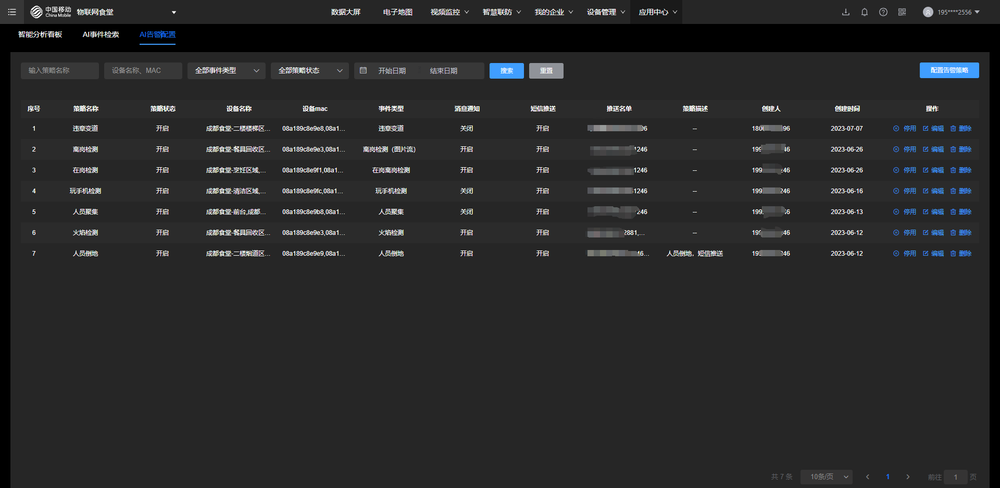 中国移动 China Mobile 物联网食堂 数据大屏 电子地图 视频监控 智慧联防 我的企业 设备管理 应用中心 195****2556
智能分析看板 AI事件检索 AI告警配置
输入策略名称 设备名称、MAC 全部事件类型 全部策略状态 开始日期 结束日期 搜索 重置 配置告警策略
序号 策略名称 策略状态 设备名称 设备mac 事件类型 消息通知 短信推送 推送名单 策略描述 创建人 创建时间 操作
1 违章变道 开启 成都食堂-二楼楼梯区... 08a189c8e9e8,08a1... 违章变道 关闭 开启 96 -- 180 96 2023-07-07 停用 编辑 删除
2 离岗检测 开启 成都食堂-餐具回收区... 08a189c8e9e3,08a1... 离岗检测（图片流） 开启 开启 1246 -- 199 46 2023-06-26 停用 编辑 删除
3 在岗检测 开启 成都食堂-烹饪区域,... 08a189c8e9f1,08a1... 在岗离岗检测 开启 开启 1246 -- 199 246 2023-06-26 停用 编辑 删除
4 玩手机检测 开启 成都食堂-清洁区域,... 08a189c8e9fc,08a1... 玩手机检测 关闭 开启 1246 -- 199 246 2023-06-16 停用 编辑 删除
5 人员聚集 开启 成都食堂-前台,成都... 08a189c8e9b8,08a1... 人员聚集 关闭 开启 246 -- 199 46 2023-06-13 停用 编辑 删除
6 火焰检测 开启 成都食堂-餐具回收区... 08a189c8e9e3,08a1... 火焰检测 开启 开启 2881,... -- 199 46 2023-06-12 停用 编辑 删除
7 人员倒地 开启 成都食堂-二楼烟道区... 08a189c8e9e9,08a1... 人员倒地 开启 开启 46... 人员倒地，短信推送 199 246 2023-06-12 停用 编辑 删除
共 7 条 10条/页 1 前往 1 页